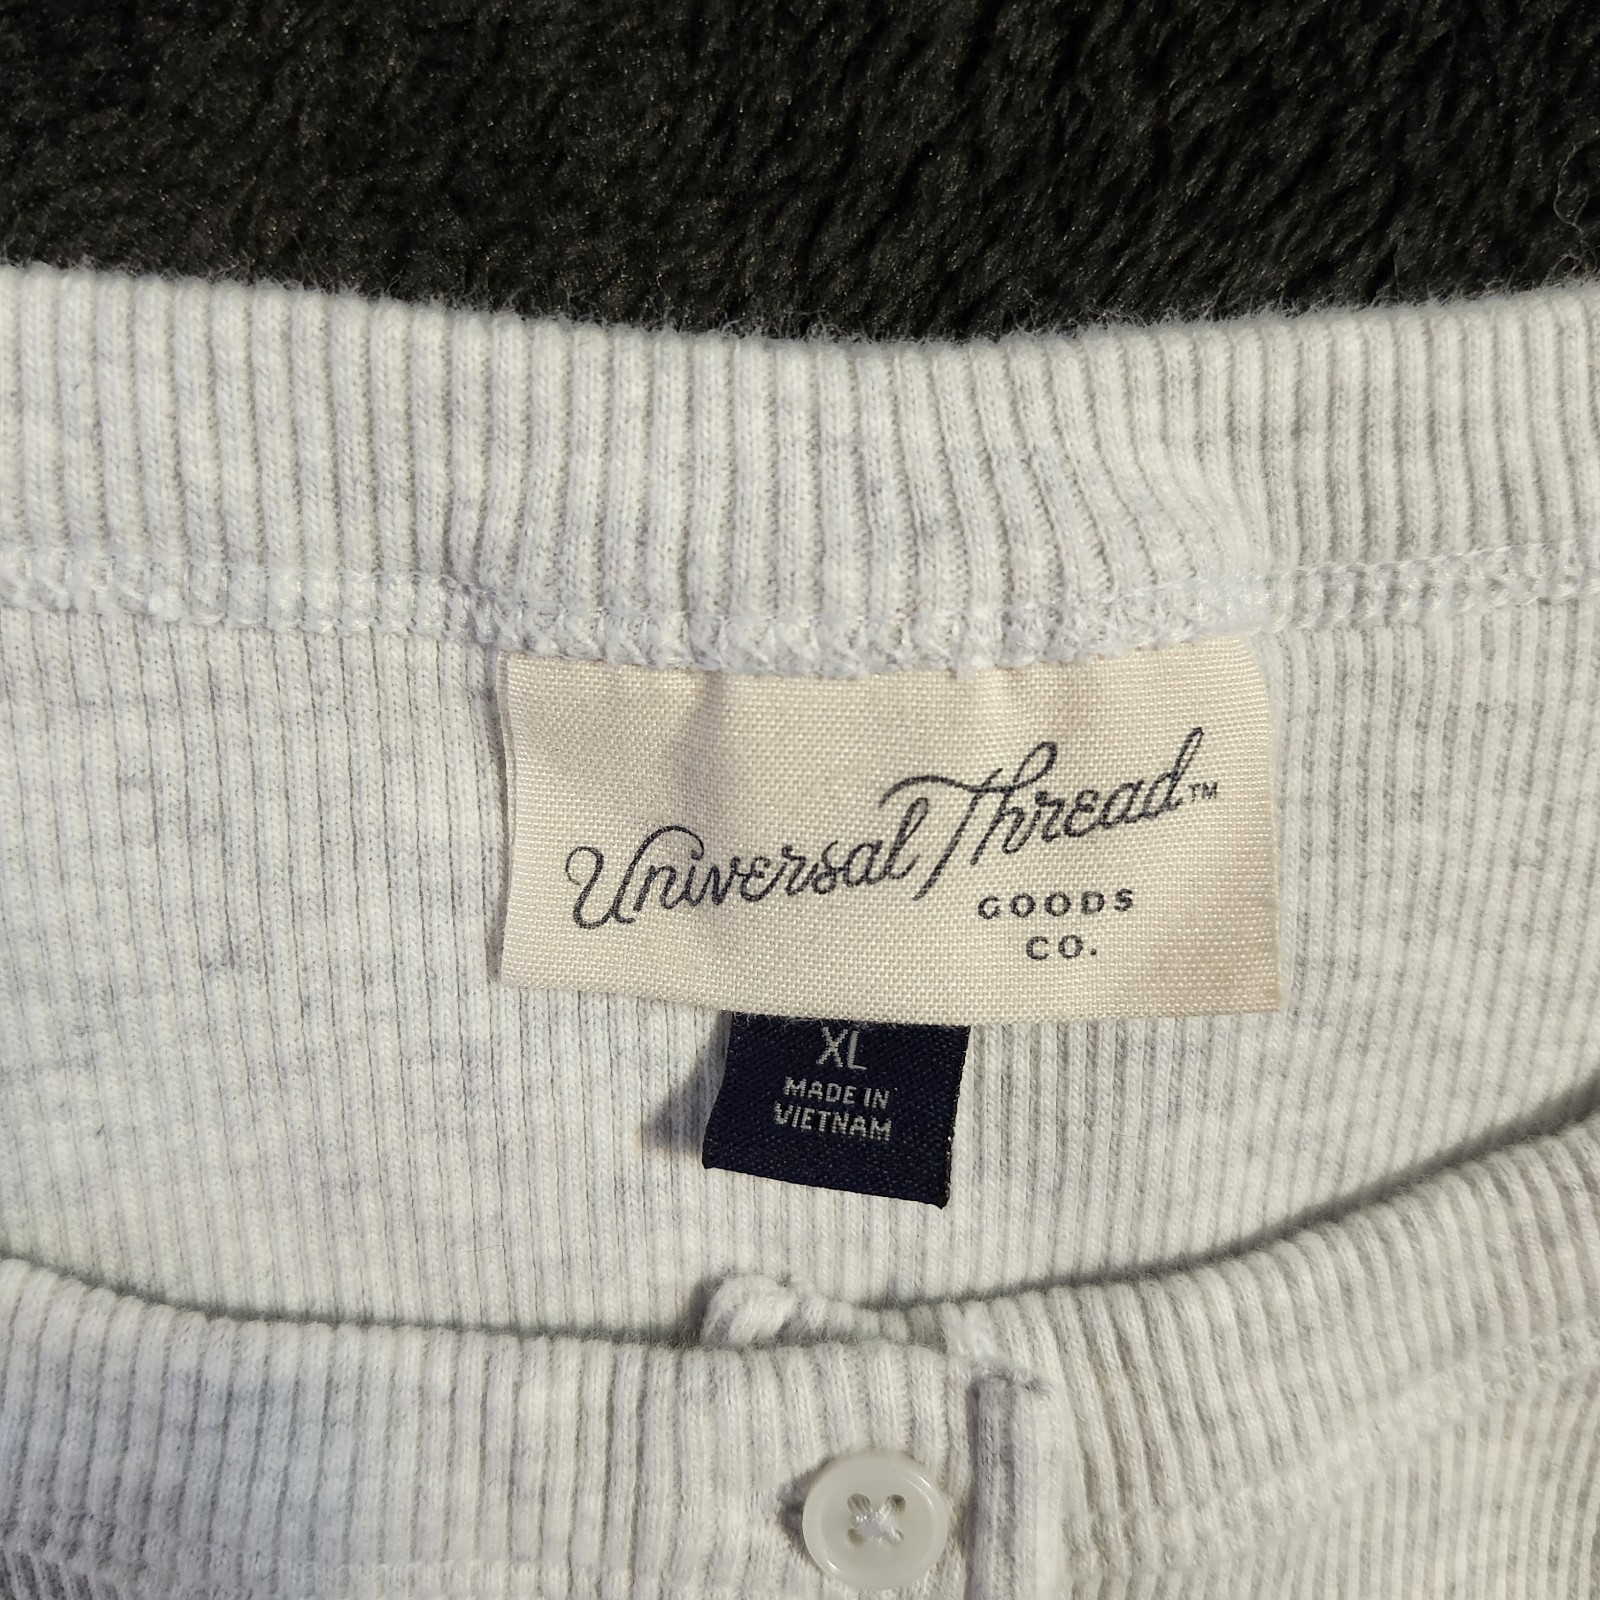 Universal Thread™
GOODS
CO.
XL
MADE IN
VIETNAM